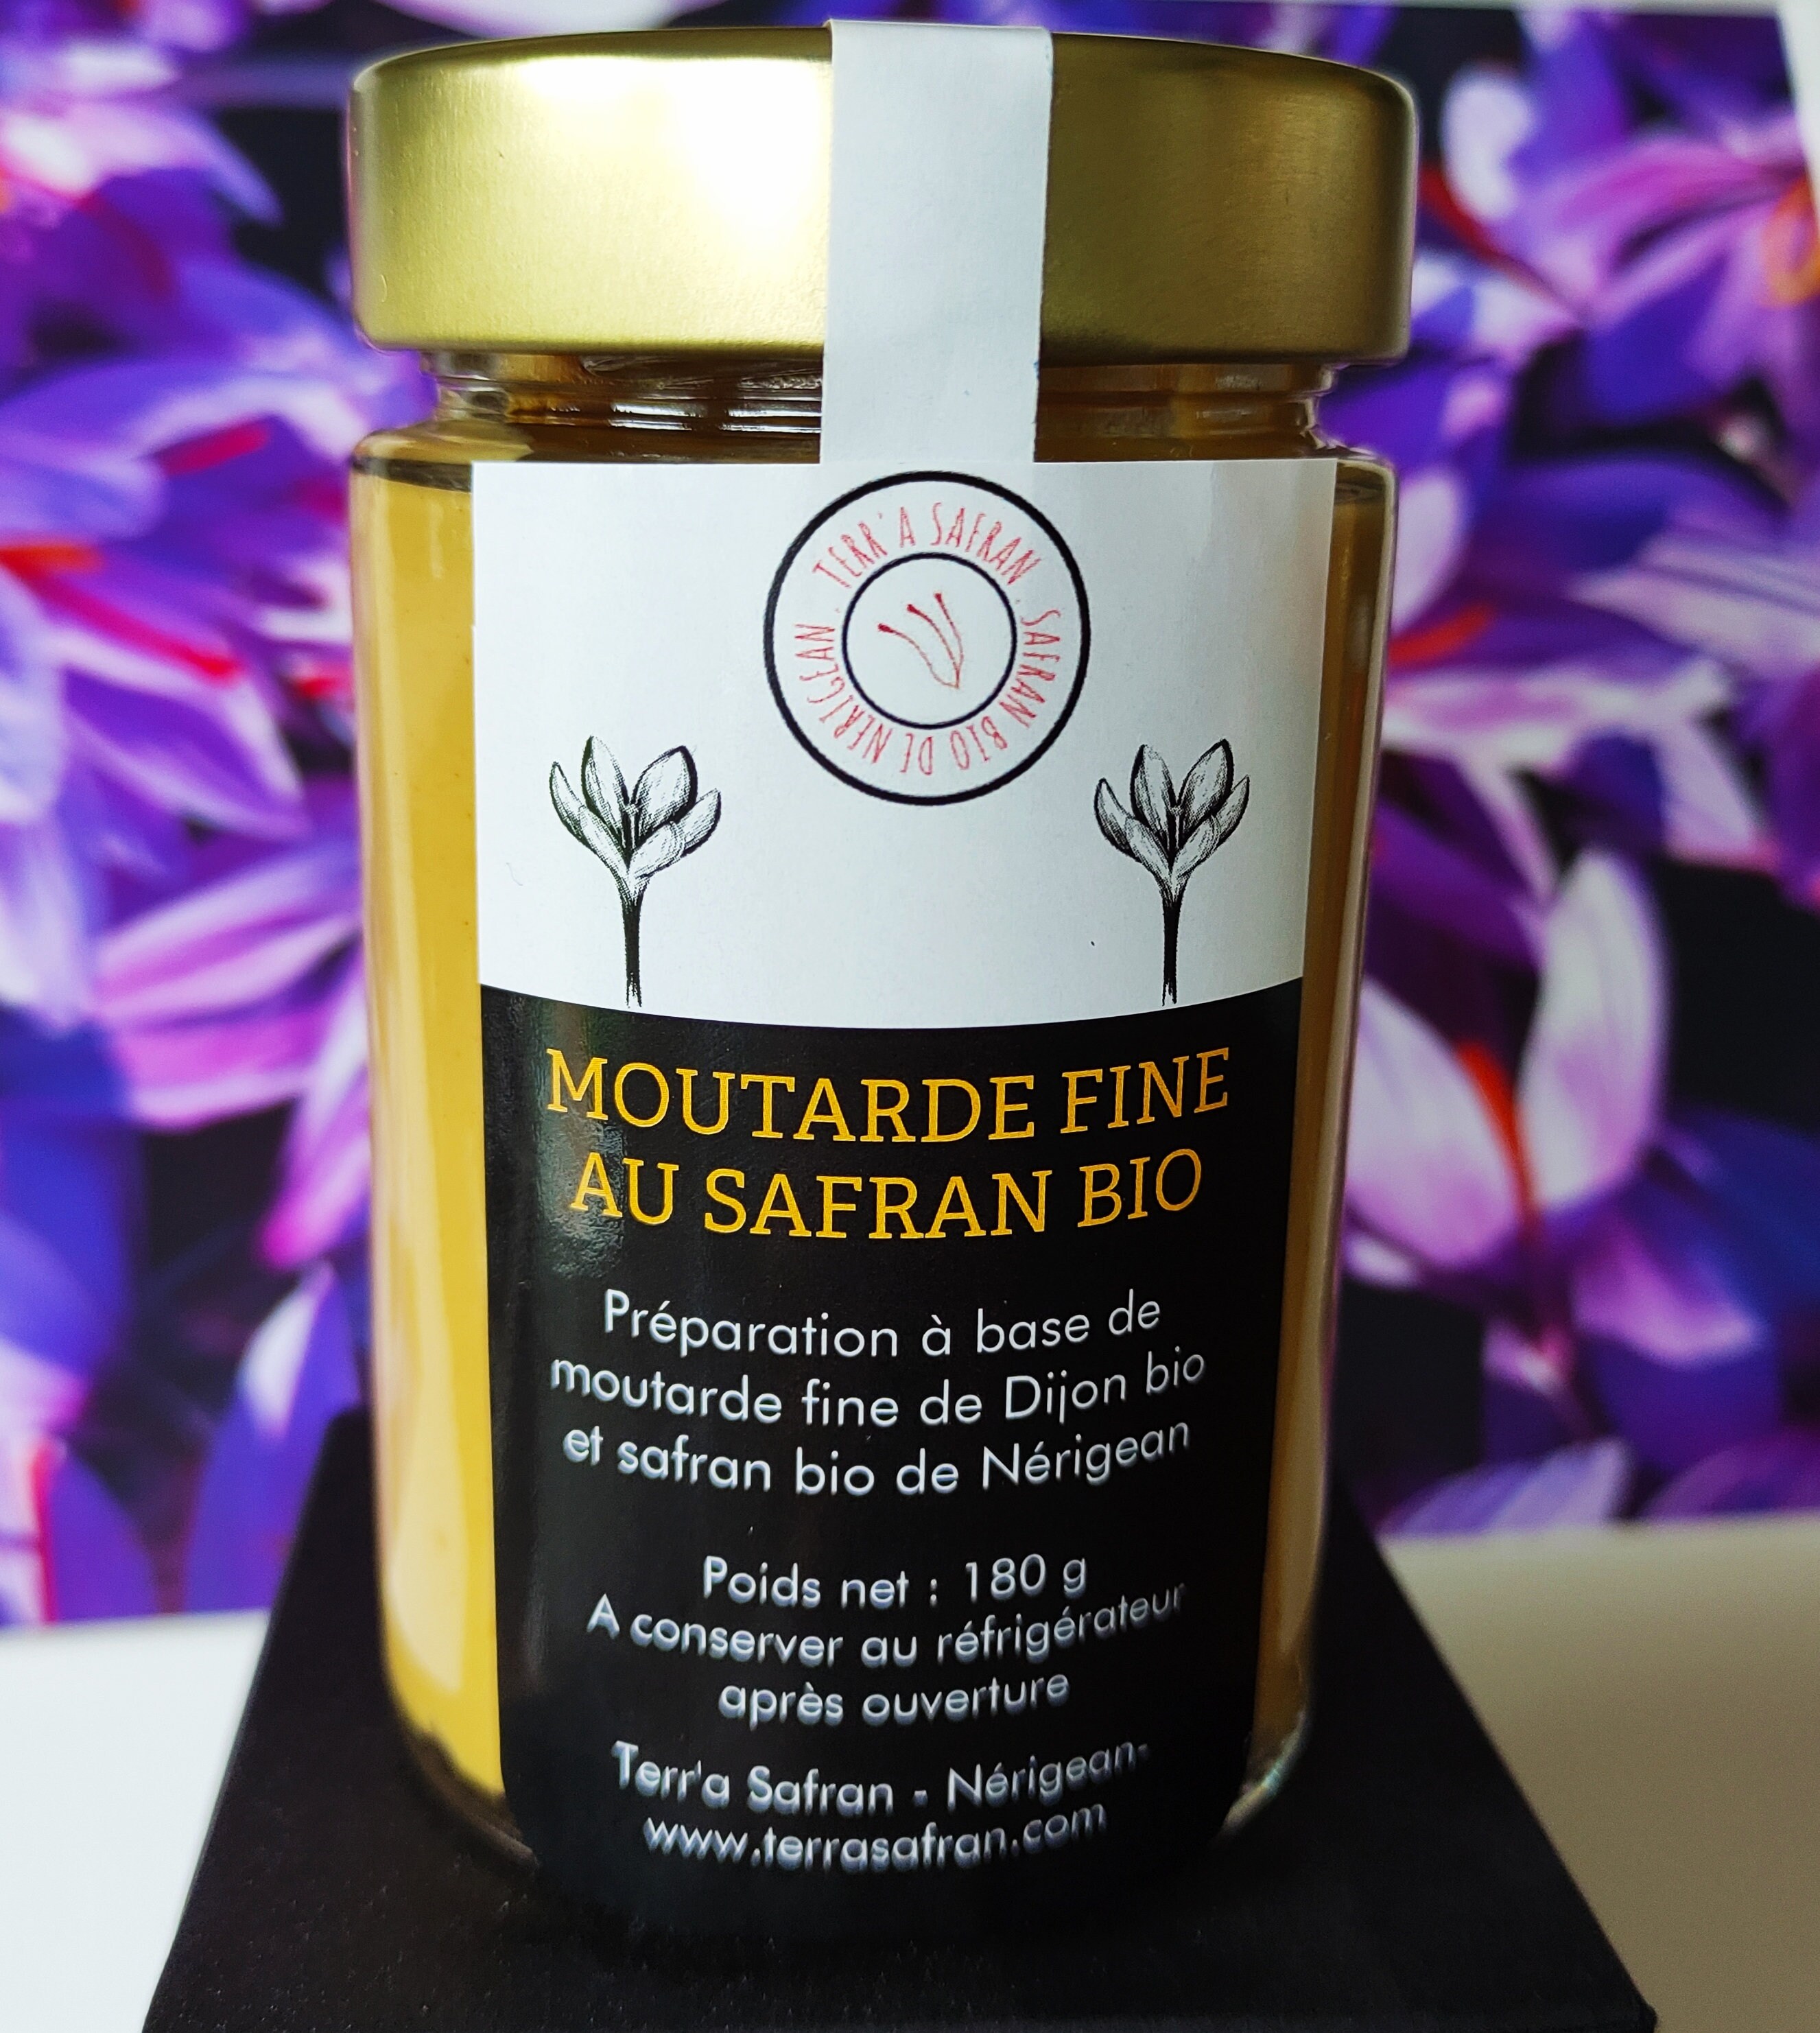 TERR'A SAFRAN . SAFRAN BIO DE NERIGEAN .
MOUTARDE FINE
AU SAFRAN BIO
Préparation à base de
moutarde fine de Dijon bio
et safran bio de Nérigean
Poids net : 180 g
A conserver au réfrigérateur
après ouverture
Terr'a Safran - Nérigean-
www.terrasafran.com